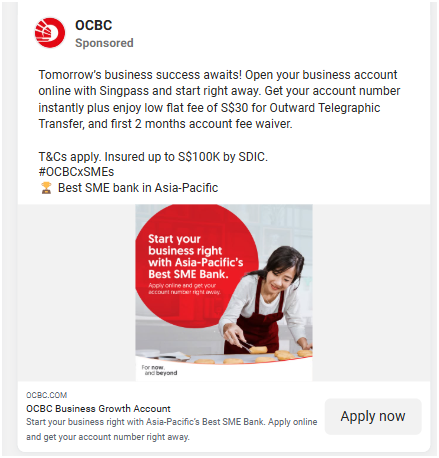 OCBC
Sponsored
Tomorrow's business success awaits! Open your business account
online with Singpass and start right away. Get your account number
instantly plus enjoy low flat fee of S$30 for Outward Telegraphic
Transfer, and first 2 months account fee waiver.
T&Cs apply. Insured up to S$100K by SDIC.
#OCBCxSMEs
🏆 Best SME bank in Asia-Pacific
Start your
business right
with Asia-Pacific's
Best SME Bank.
Apply online and get your
account number right away.
For now,
and beyond
OCBC.COM
OCBC Business Growth Account
Start your business right with Asia-Pacific's Best SME Bank. Apply online
and get your account number right away.
Apply now